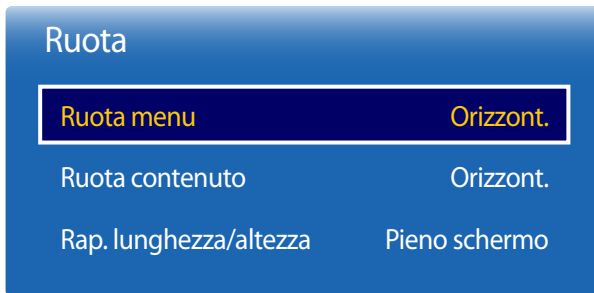 Ruota
Ruota menu Orizzont.
Ruota contenuto Orizzont.
Rap. lunghezza/altezza Pieno schermo